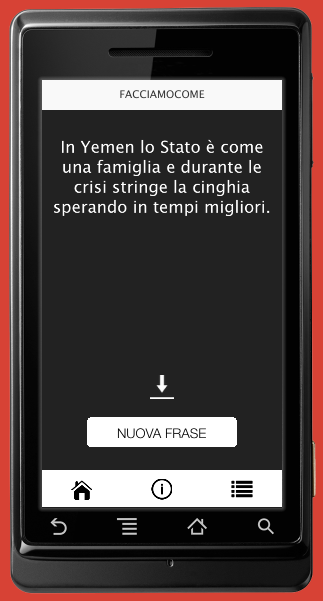 FACCIAMOCOME
In Yemen lo Stato è come
una famiglia e durante le
crisi stringe la cinghia
sperando in tempi migliori.
NUOVA FRASE